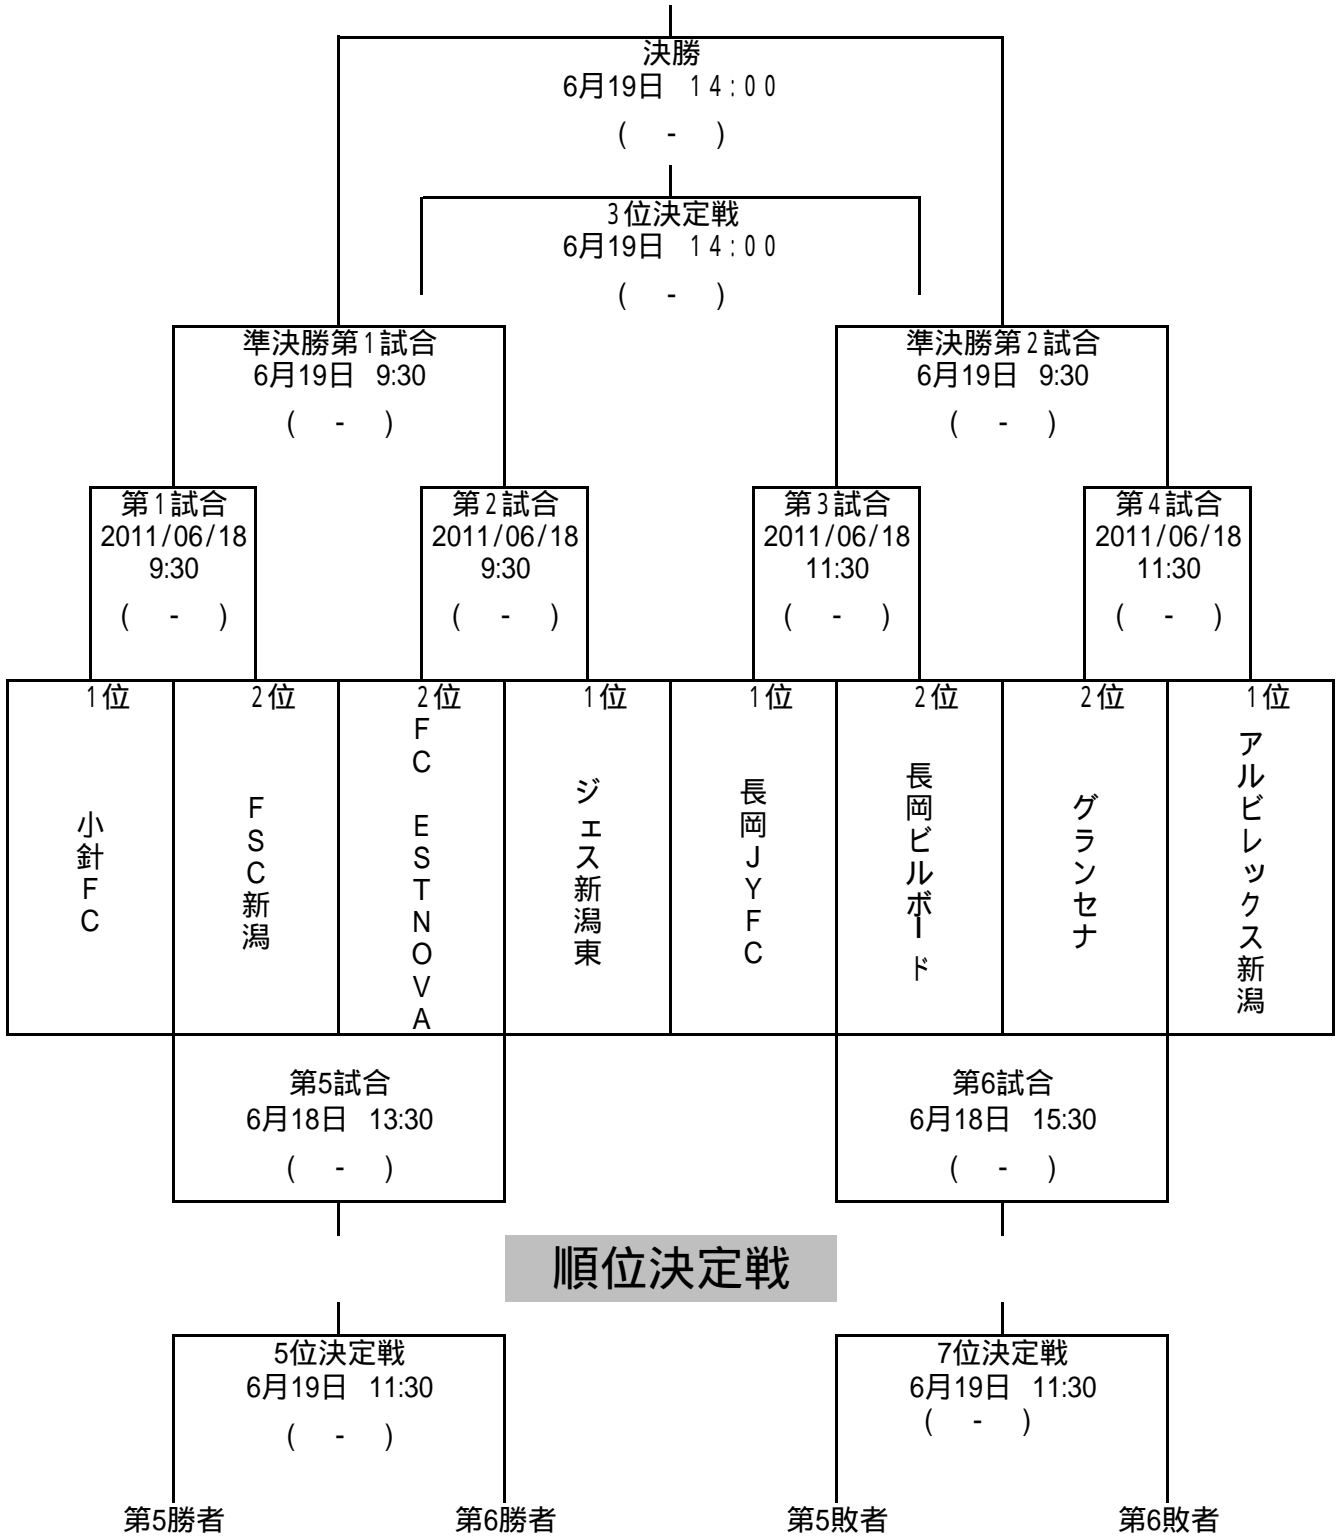 決勝
6月19日 14:00
( - )
3位決定戦
6月19日 14:00
( - )
準決勝第1試合
6月19日 9:30
( - )
準決勝第2試合
6月19日 9:30
( - )
第1試合
2011/06/18
9:30
( - )
第2試合
2011/06/18
9:30
( - )
第3試合
2011/06/18
11:30
( - )
第4試合
2011/06/18
11:30
( - )
1位
小針FC
2位
FSC新潟
2位
FC ESTNOVA
1位
ジェス新潟東
1位
長岡JYFC
2位
長岡ビルボード
2位
グランセナ
1位
アルビレックス新潟
第5試合
6月18日 13:30
( - )
第6試合
6月18日 15:30
( - )
順位決定戦
5位決定戦
6月19日 11:30
( - )
7位決定戦
6月19日 11:30
( - )
第5勝者
第6勝者
第5敗者
第6敗者